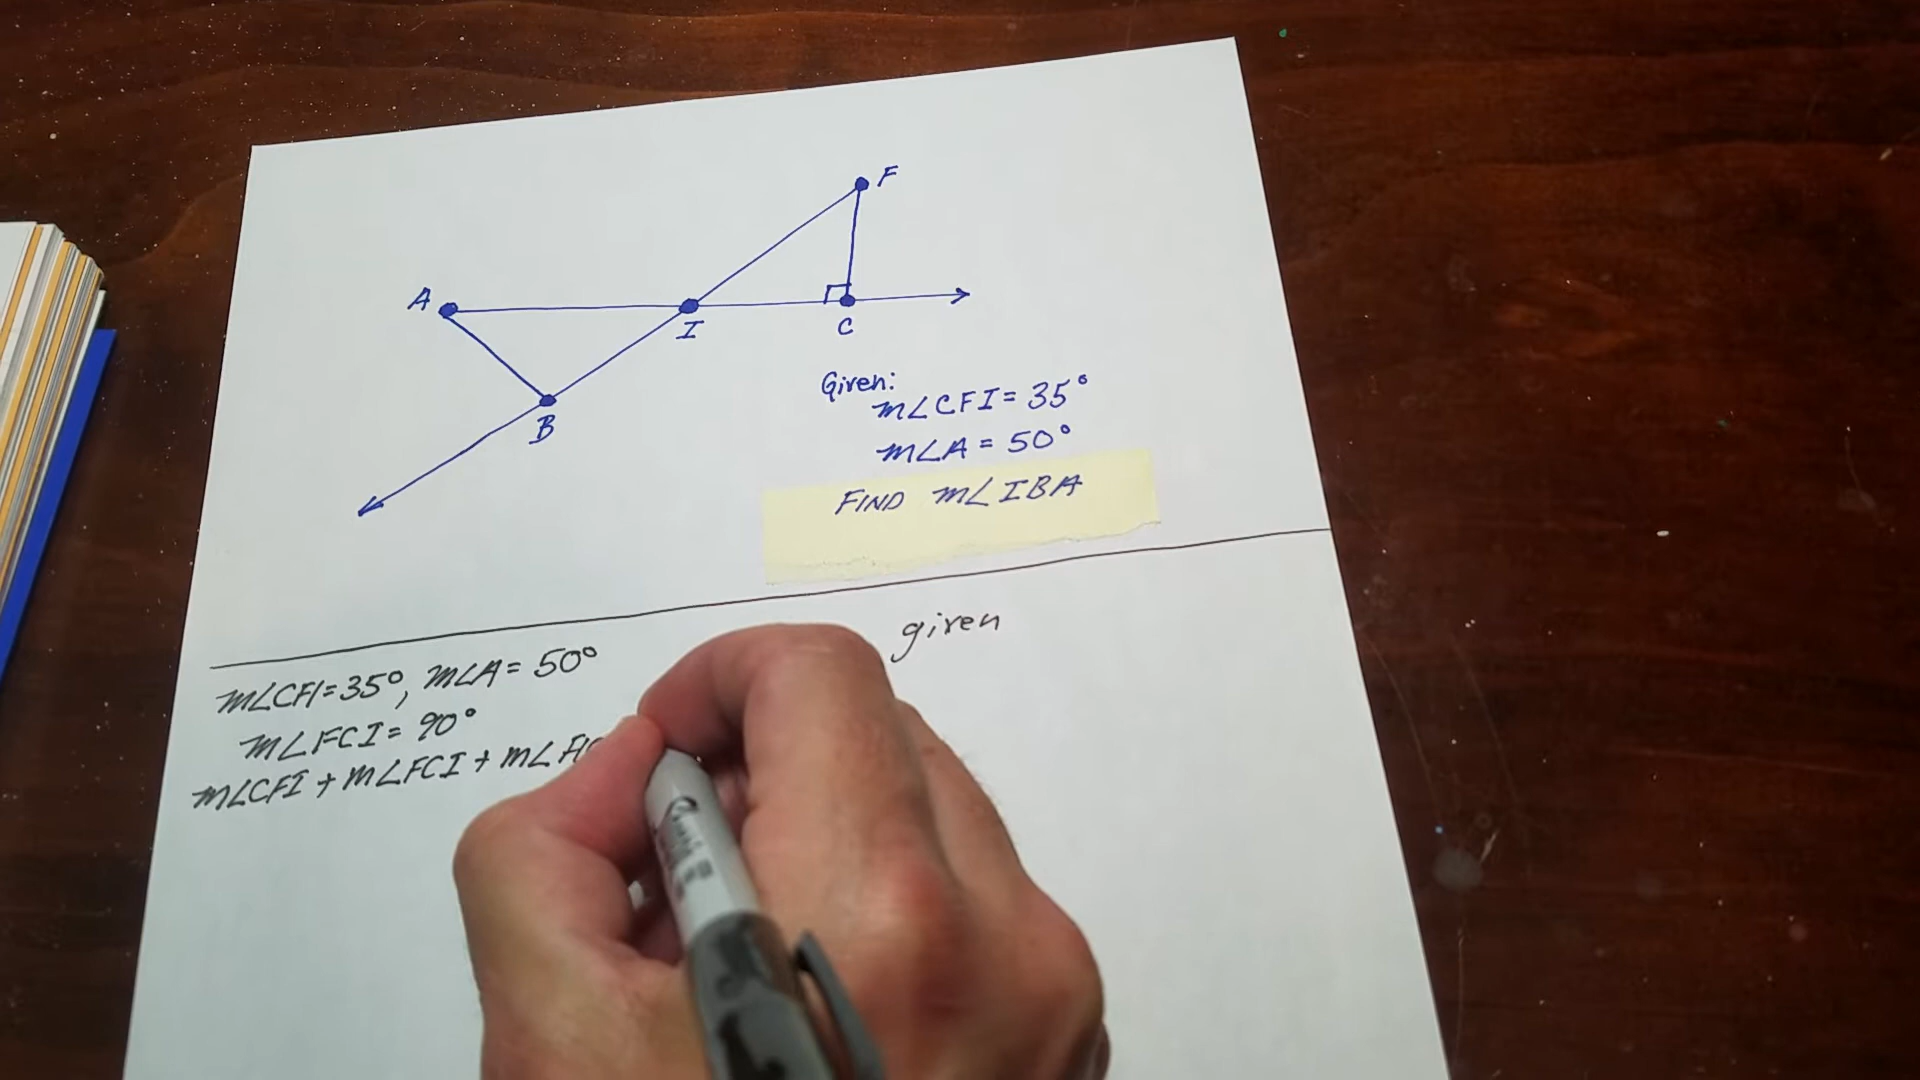 F
A
I
C
B
Given:
m∠CFI = 35°
m∠A = 50°
FIND m∠IBA
given
m∠CFI = 35°, m∠A = 50°
m∠FCI = 90°
m∠CFI + m∠FCI + m∠